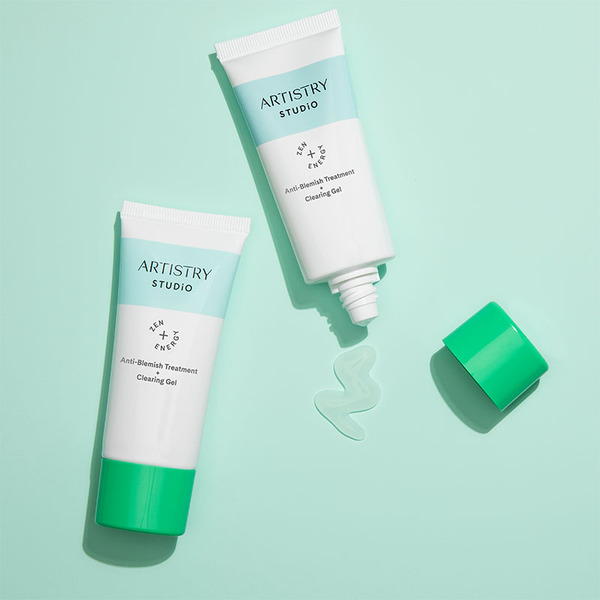 ARTISTRY
STUDiO
ZEN
+
ENERGY
Anti-Blemish Treatment
+
Clearing Gel
ARTISTRY
STUDiO
ZEN
+
ENERGY
Anti-Blemish Treatment
+
Clearing Gel